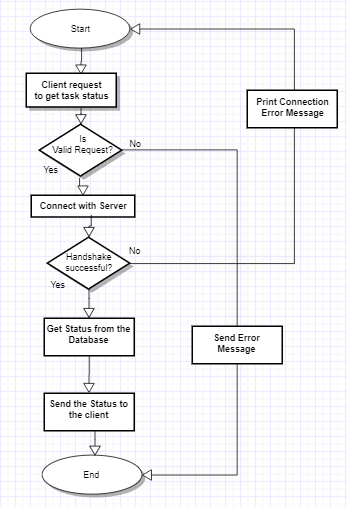 Start
Client request
to get task status
Print Connection
Error Message
Is
Valid Request?
No
Yes
Connect with Server
Handshake
successful?
No
Yes
Get Status from the
Database
Send Error
Message
Send the Status to
the client
End